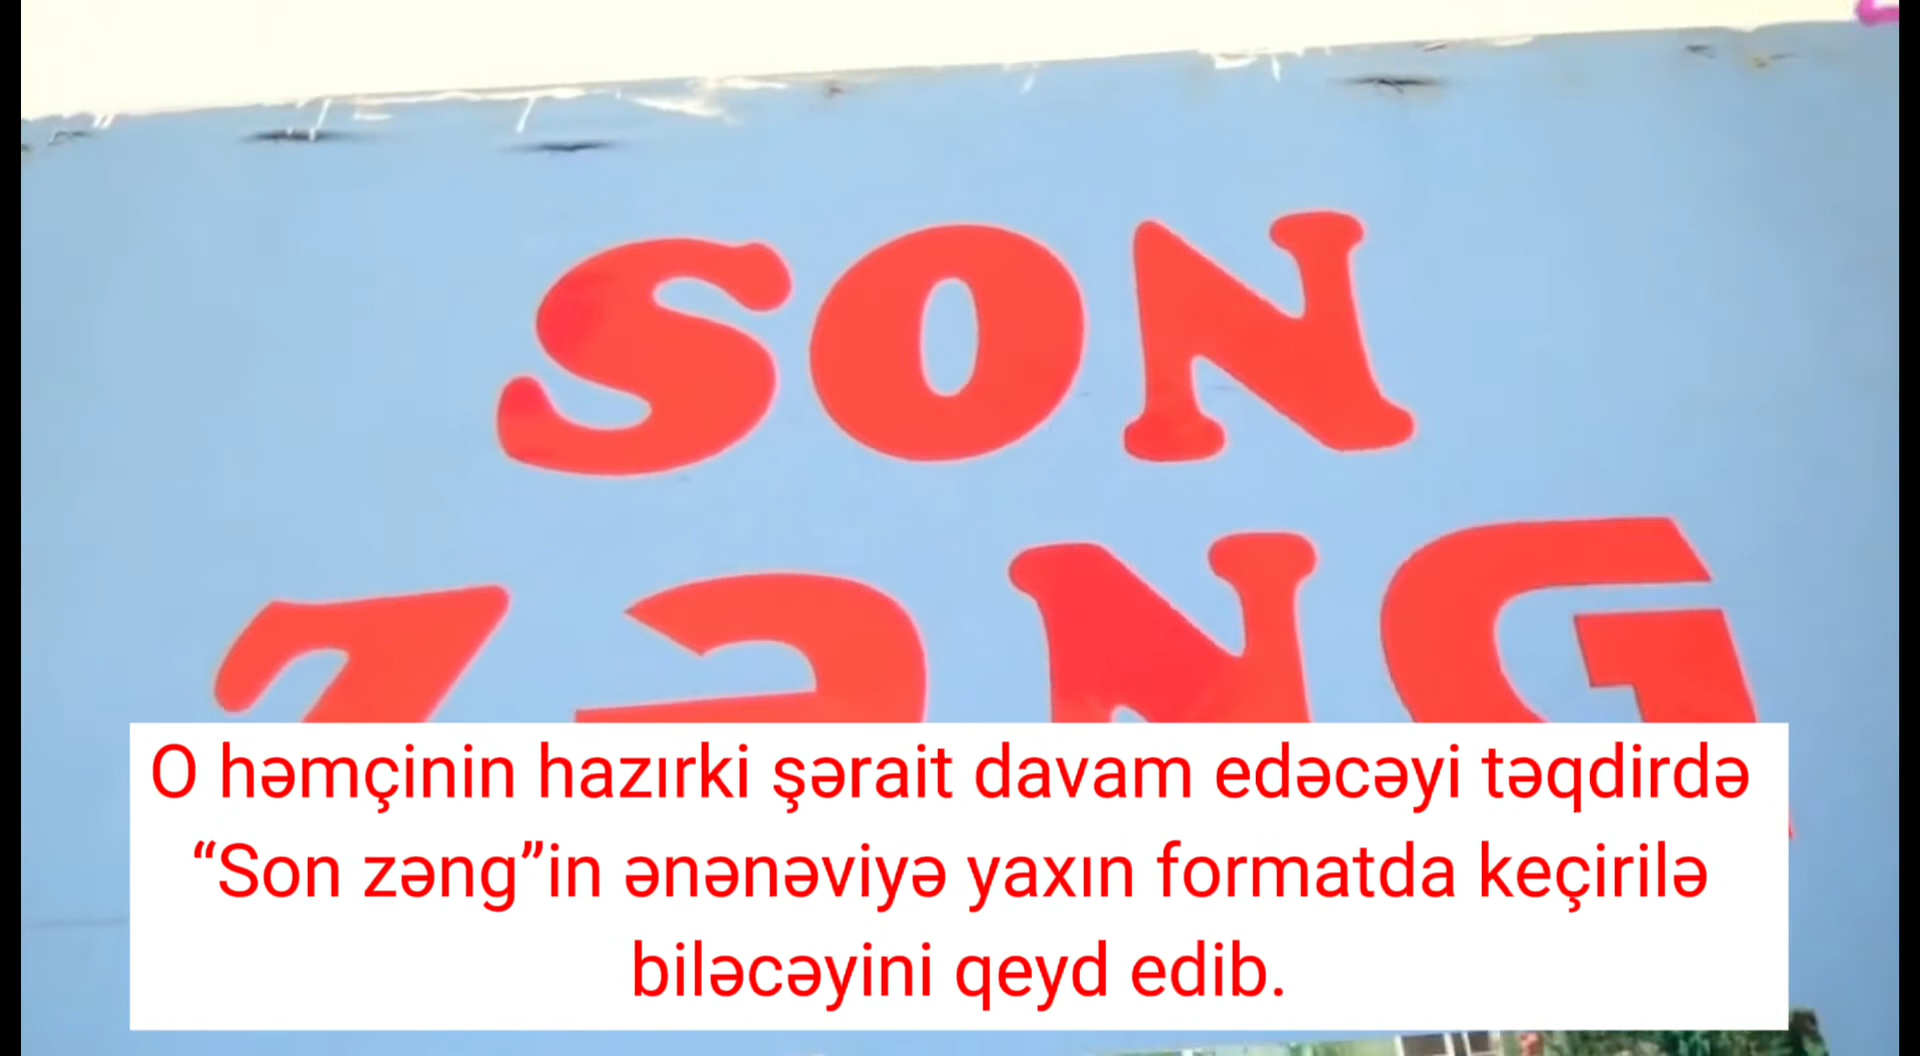 SON
ZƏNG
O həmçinin hazırki şərait davam edəcəyi təqdirdə
“Son zəng”in ənənəviyə yaxın formatda keçirilə
biləcəyini qeyd edib.